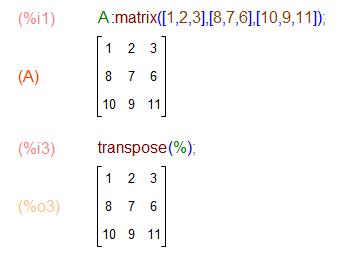 (%i1) A:matrix([1,2,3],[8,7,6],[10,9,11]);
1 2 3
(A) 8 7 6
10 9 11
(%i3) transpose(%);
1 2 3
(%o3) 8 7 6
10 9 11